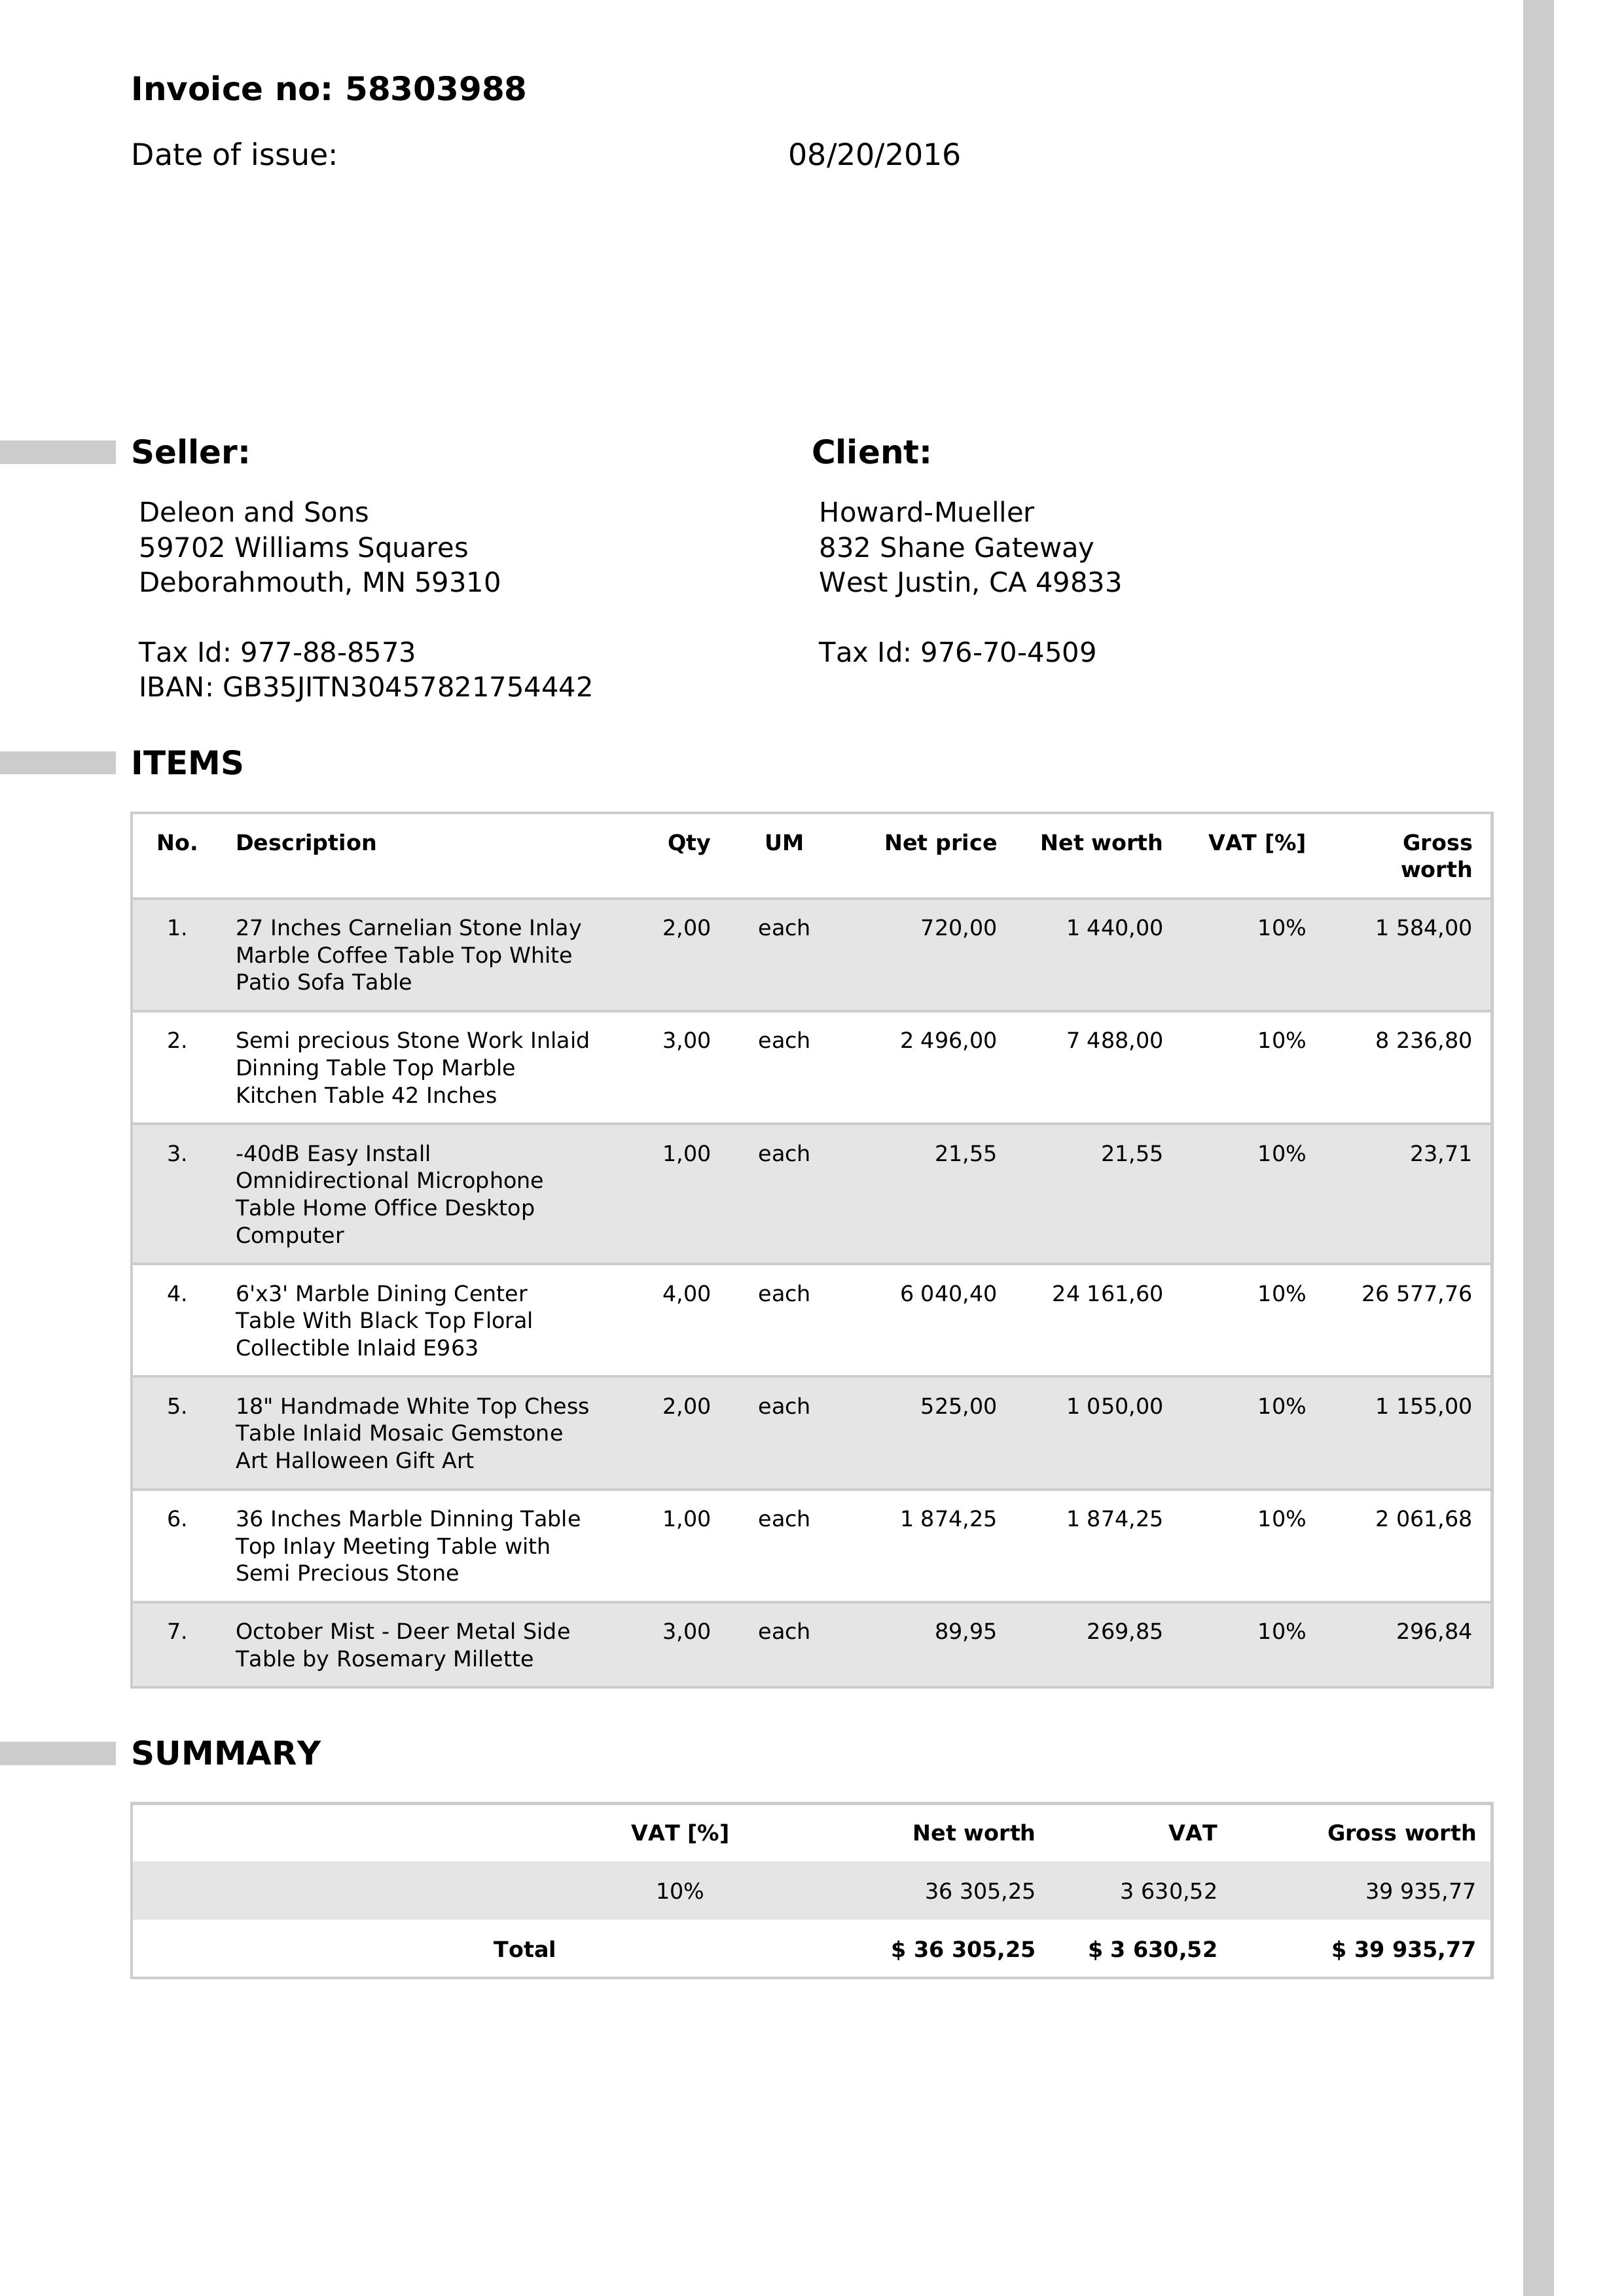 Invoice no: 58303988
Date of issue: 08/20/2016
Seller: Client:
Deleon and Sons Howard-Mueller
59702 Williams Squares 832 Shane Gateway
Deborahmouth, MN 59310 West Justin, CA 49833
Tax Id: 977-88-8573 Tax Id: 976-70-4509
IBAN: GB35JITN30457821754442
ITEMS
No. Description Qty UM Net price Net worth VAT [%] Gross
worth
1. 27 Inches Carnelian Stone Inlay 2,00 each 720,00 1 440,00 10% 1 584,00
Marble Coffee Table Top White
Patio Sofa Table
2. Semi precious Stone Work Inlaid 3,00 each 2 496,00 7 488,00 10% 8 236,80
Dinning Table Top Marble
Kitchen Table 42 Inches
3. -40dB Easy Install 1,00 each 21,55 21,55 10% 23,71
Omnidirectional Microphone
Table Home Office Desktop
Computer
4. 6'x3' Marble Dining Center 4,00 each 6 040,40 24 161,60 10% 26 577,76
Table With Black Top Floral
Collectible Inlaid E963
5. 18" Handmade White Top Chess 2,00 each 525,00 1 050,00 10% 1 155,00
Table Inlaid Mosaic Gemstone
Art Halloween Gift Art
6. 36 Inches Marble Dinning Table 1,00 each 1 874,25 1 874,25 10% 2 061,68
Top Inlay Meeting Table with
Semi Precious Stone
7. October Mist - Deer Metal Side 3,00 each 89,95 269,85 10% 296,84
Table by Rosemary Millette
SUMMARY
VAT [%] Net worth VAT Gross worth
10% 36 305,25 3 630,52 39 935,77
Total $ 36 305,25 $ 3 630,52 $ 39 935,77